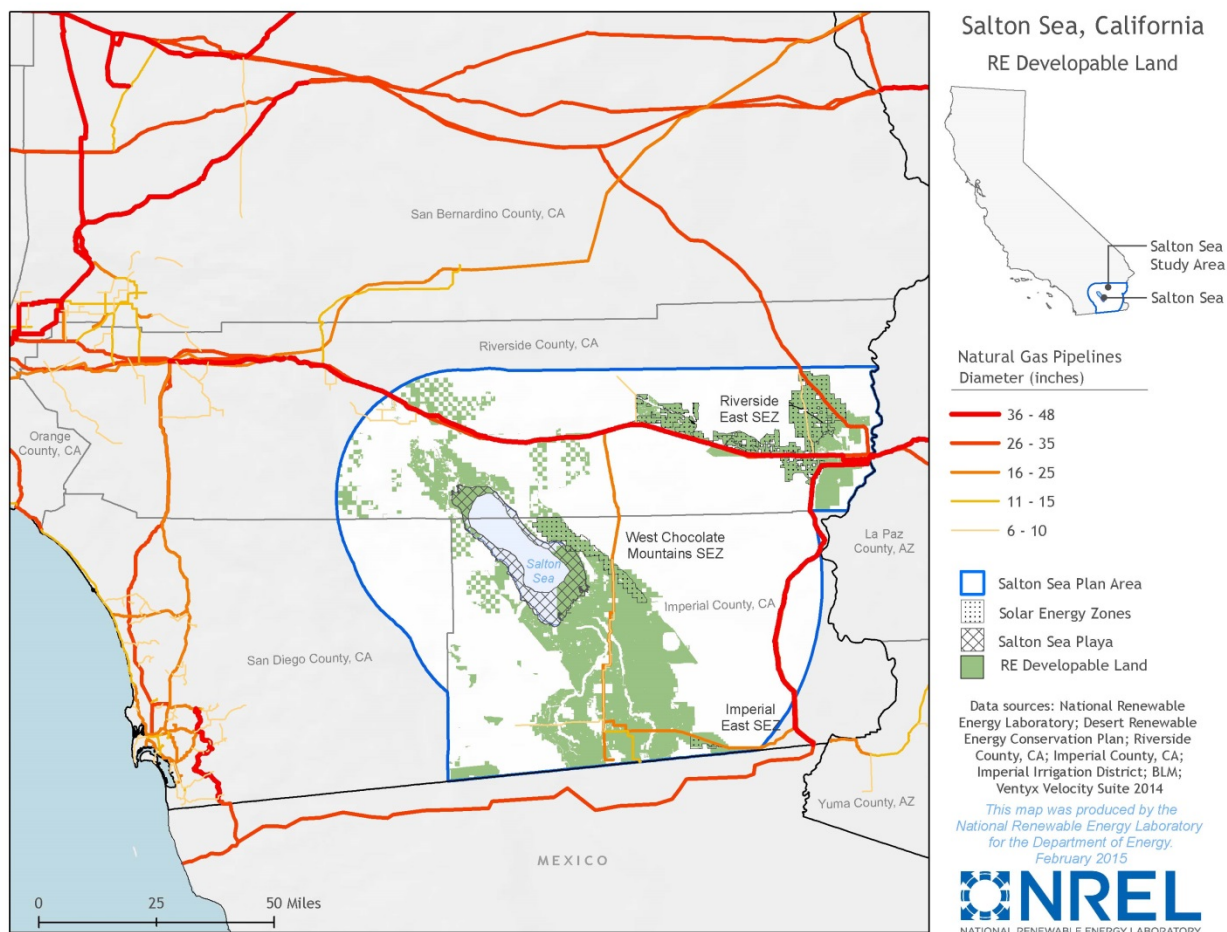 Salton Sea, California
RE Developable Land
San Bernardino County, CA
Riverside County, CA
Orange
County, CA
Riverside
East SEZ
La Paz
County, AZ
West Chocolate
Mountains SEZ
Salton
Sea
Imperial County, CA
San Diego County, CA
Imperial
East SEZ
Yuma County, AZ
MEXICO
0 25 50 Miles
Salton Sea
Study Area
Salton Sea
Natural Gas Pipelines
Diameter (inches)
36 - 48
26 - 35
16 - 25
11 - 15
6 - 10
Salton Sea Plan Area
Solar Energy Zones
Salton Sea Playa
RE Developable Land
Data sources: National Renewable
Energy Laboratory; Desert Renewable
Energy Conservation Plan; Riverside
County, CA; Imperial County, CA;
Imperial Irrigation District; BLM;
Ventyx Velocity Suite 2014
This map was produced by the
National Renewable Energy Laboratory
for the Department of Energy.
February 2015
NREL
NATIONAL RENEWABLE ENERGY LABORATORY